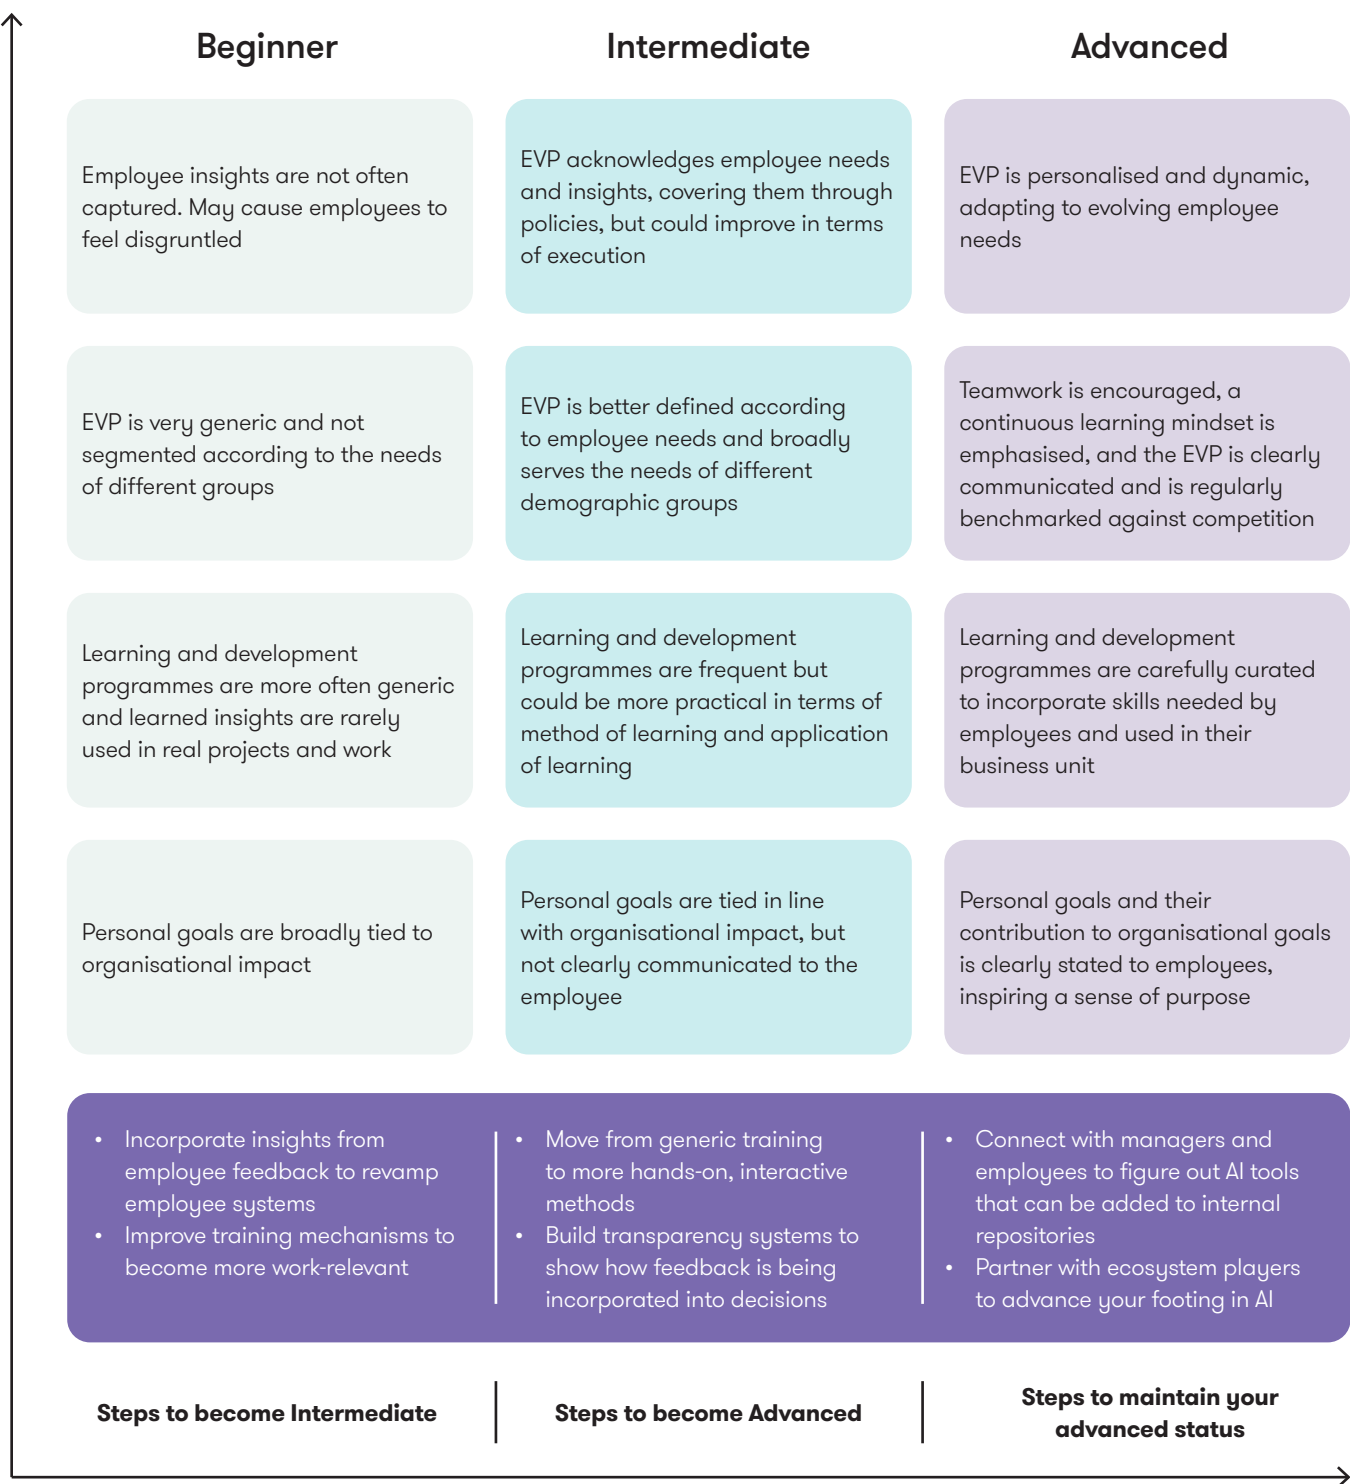 Beginner
Intermediate
Advanced
Employee insights are not often
captured. May cause employees to
feel disgruntled
EVP acknowledges employee needs
and insights, covering them through
policies, but could improve in terms
of execution
EVP is personalised and dynamic,
adapting to evolving employee
needs
EVP is very generic and not
segmented according to the needs
of different groups
EVP is better defined according
to employee needs and broadly
serves the needs of different
demographic groups
Teamwork is encouraged, a
continuous learning mindset is
emphasised, and the EVP is clearly
communicated and is regularly
benchmarked against competition
Learning and development
programmes are more often generic
and learned insights are rarely
used in real projects and work
Learning and development
programmes are frequent but
could be more practical in terms of
method of learning and application
of learning
Learning and development
programmes are carefully curated
to incorporate skills needed by
employees and used in their
business unit
Personal goals are broadly tied to
organisational impact
Personal goals are tied in line
with organisational impact, but
not clearly communicated to the
employee
Personal goals and their
contribution to organisational goals
is clearly stated to employees,
inspiring a sense of purpose
• Incorporate insights from
employee feedback to revamp
employee systems
• Improve training mechanisms to
become more work-relevant
• Move from generic training
to more hands-on, interactive
methods
• Build transparency systems to
show how feedback is being
incorporated into decisions
• Connect with managers and
employees to figure out AI tools
that can be added to internal
repositories
• Partner with ecosystem players
to advance your footing in AI
Steps to become Intermediate
Steps to become Advanced
Steps to maintain your
advanced status